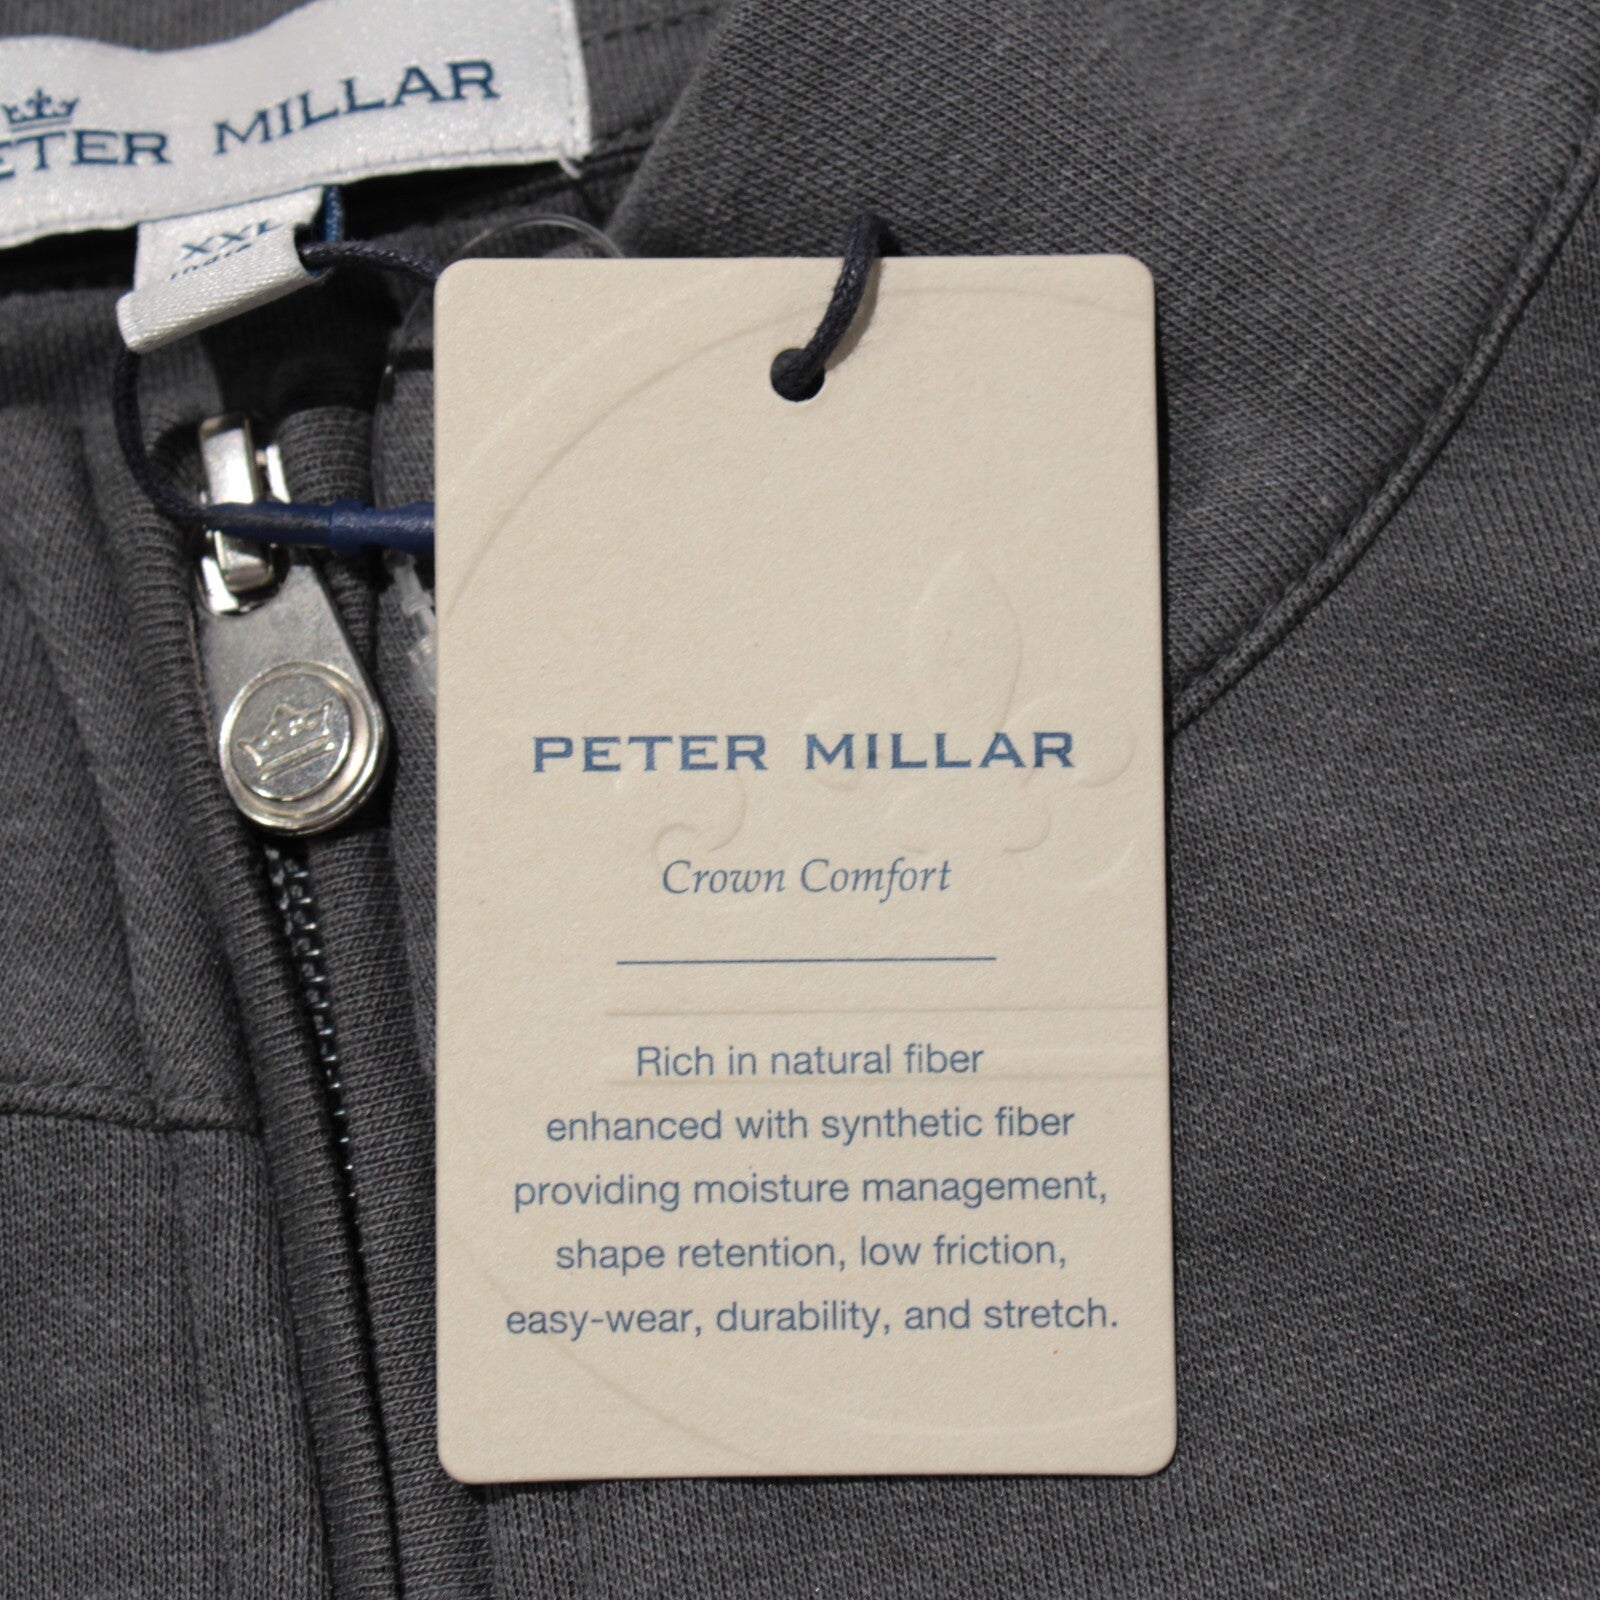 ETER MILLAR
XXL
India
PETER MILLAR
Crown Comfort
Rich in natural fiber
enhanced with synthetic fiber
providing moisture management,
shape retention, low friction,
easy-wear, durability, and stretch.